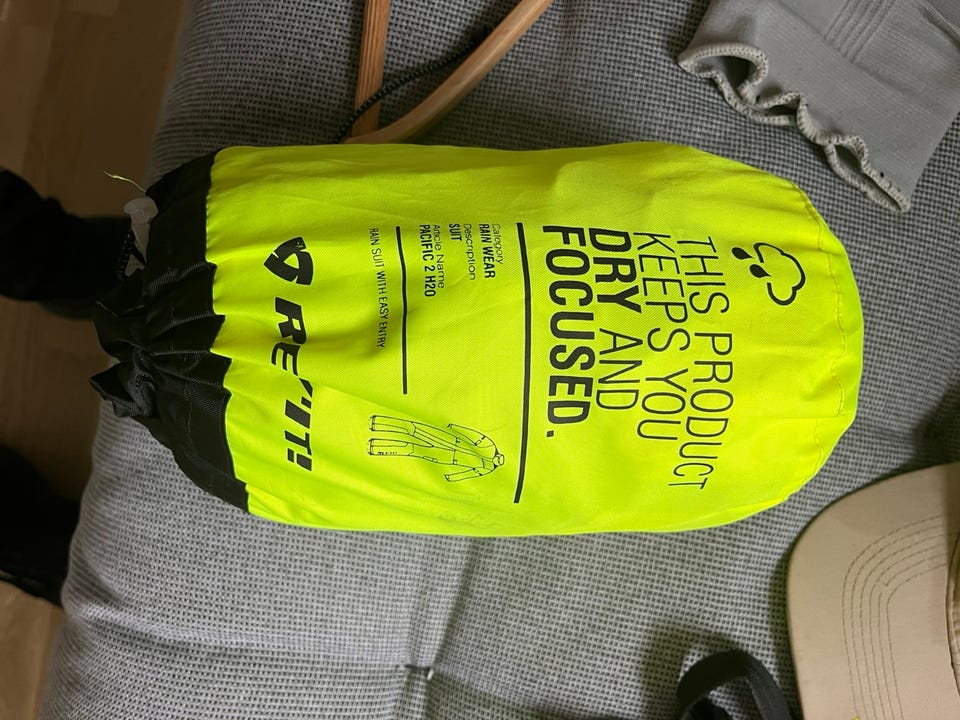 THIS PRODUCT
KEEPS YOU
DRY AND
FOCUSED.
Category
RAIN WEAR
Description
SUIT
Article Name
PACIFIC 2 H2O
RAIN SUIT WITH EASY ENTRY
REV'IT!